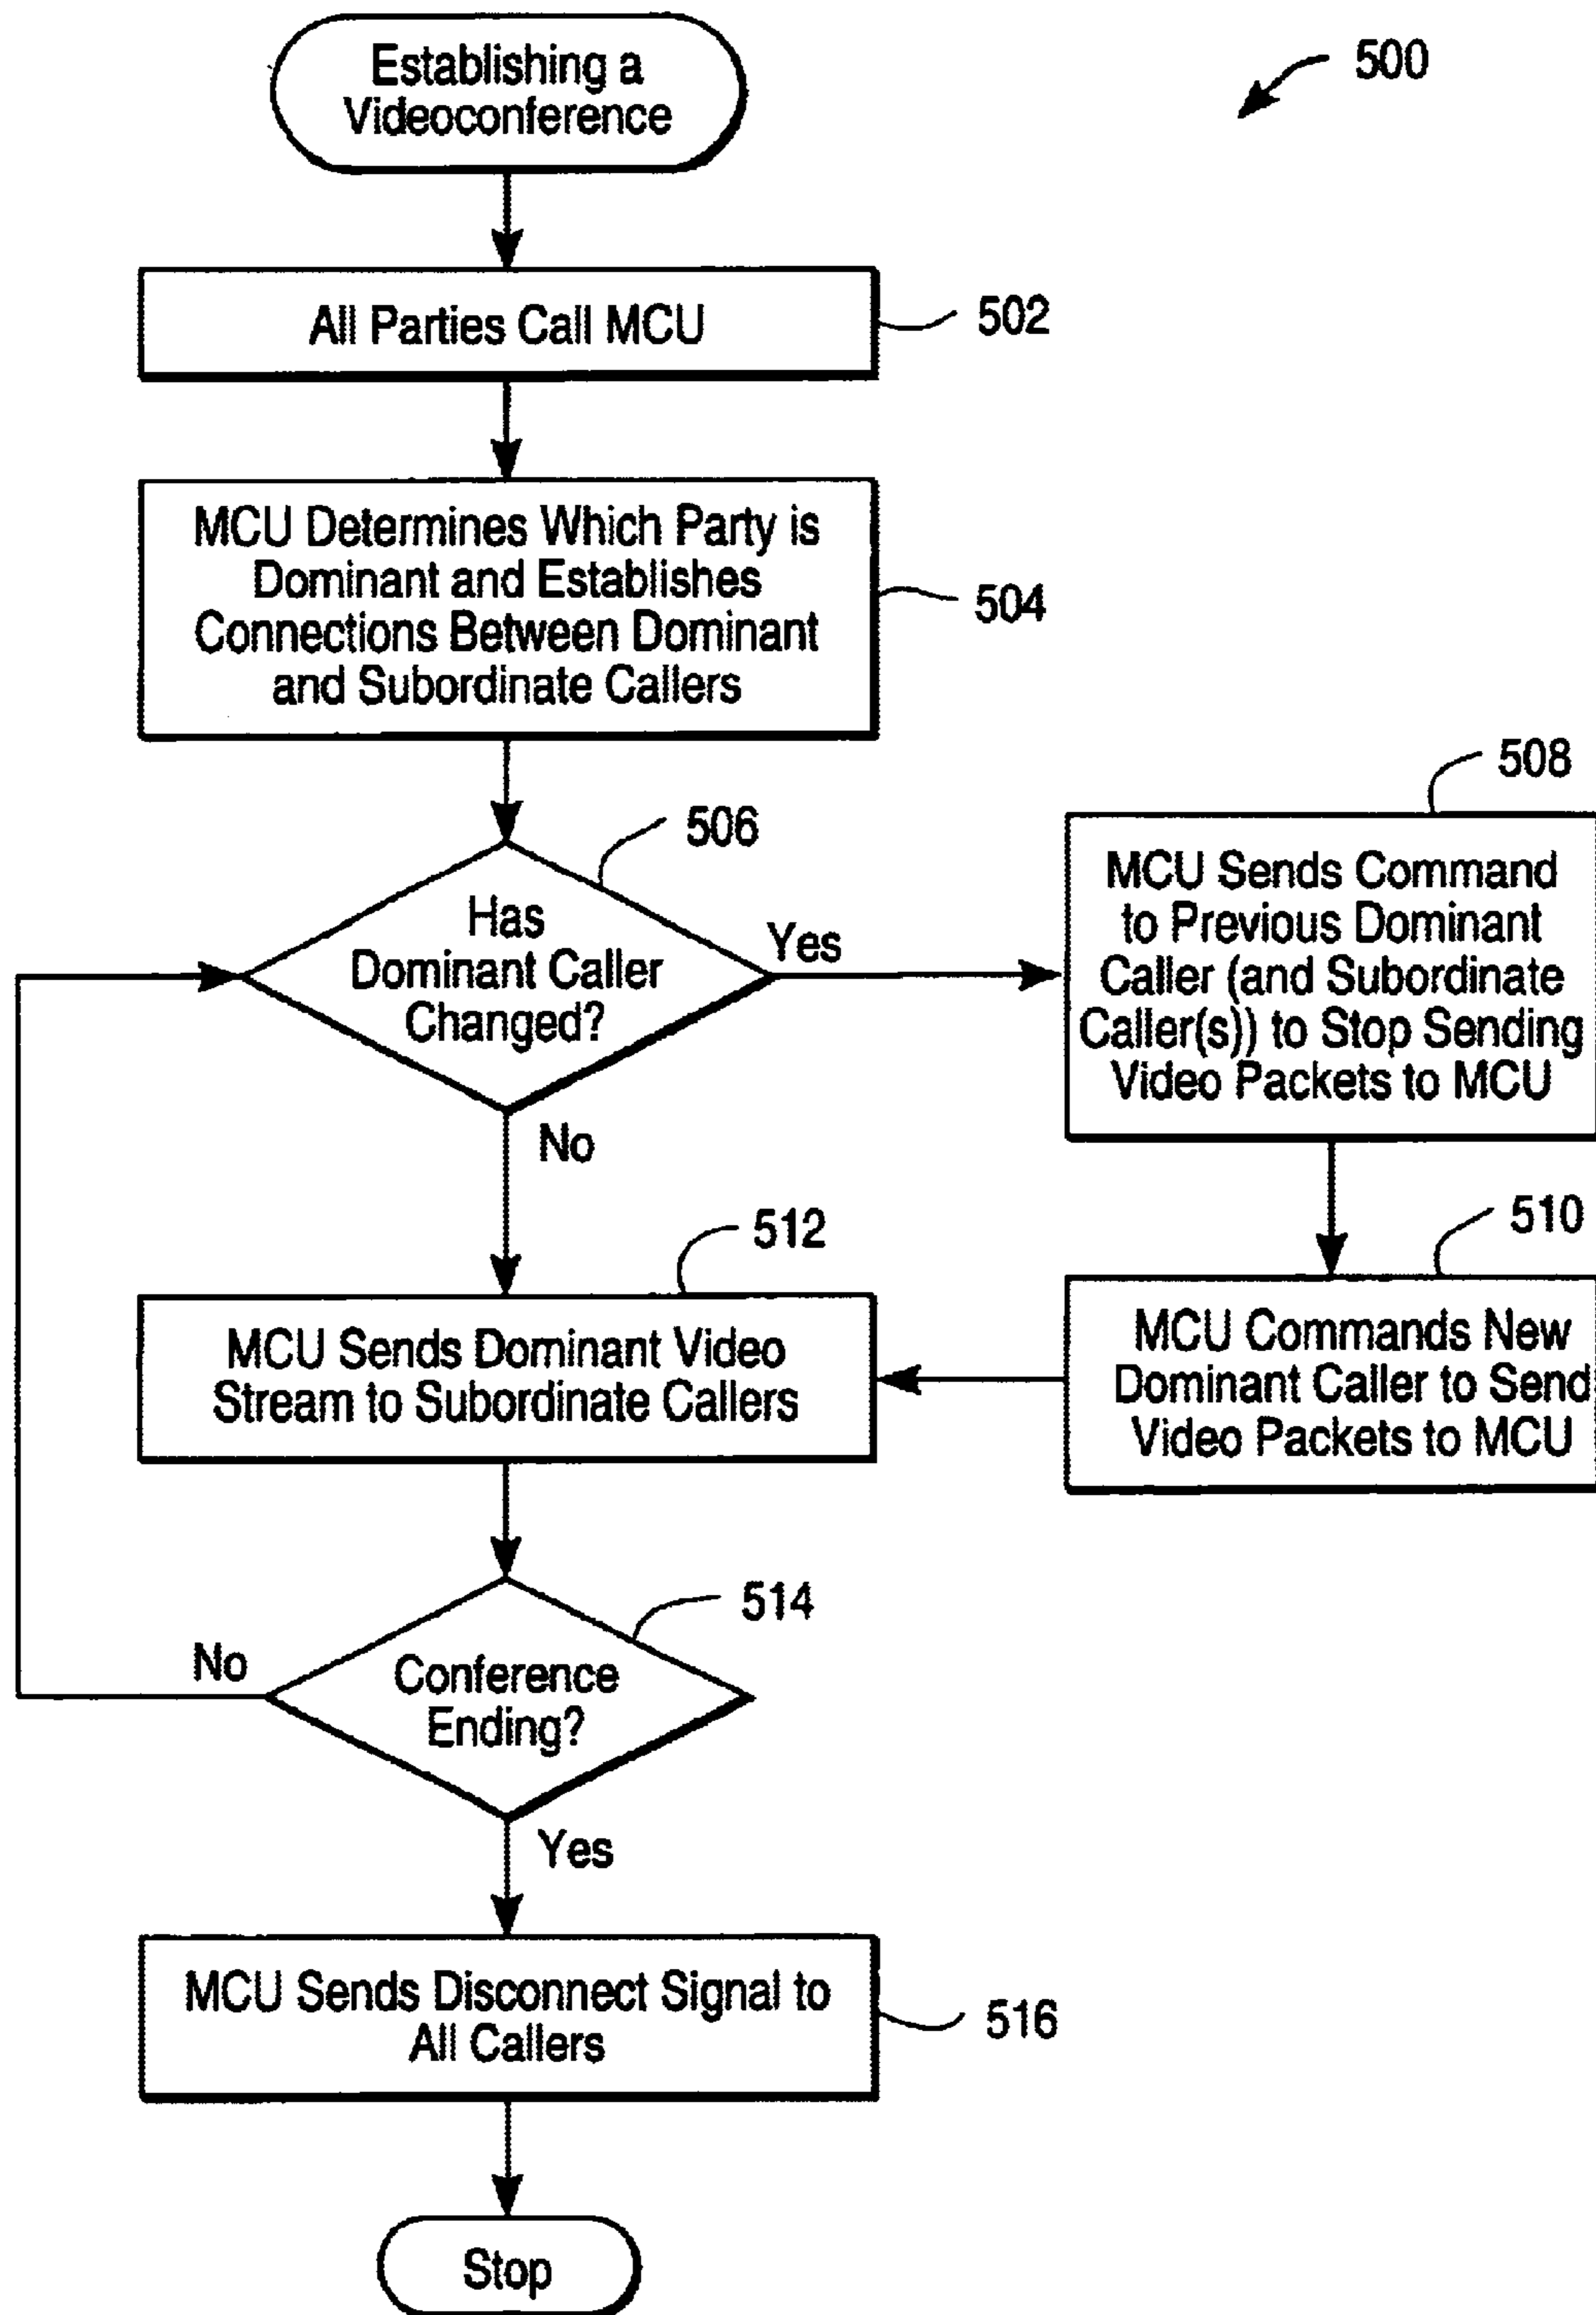 Establishing a
Videoconference
500
All Parties Call MCU
502
MCU Determines Which Party is
Dominant and Establishes
Connections Between Dominant
and Subordinate Callers
504
506
Has
Dominant Caller
Changed?
Yes
No
508
MCU Sends Command
to Previous Dominant
Caller (and Subordinate
Caller(s)) to Stop Sending
Video Packets to MCU
510
MCU Commands New
Dominant Caller to Send
Video Packets to MCU
512
MCU Sends Dominant Video
Stream to Subordinate Callers
514
Conference
Ending?
No
Yes
MCU Sends Disconnect Signal to
All Callers
516
Stop